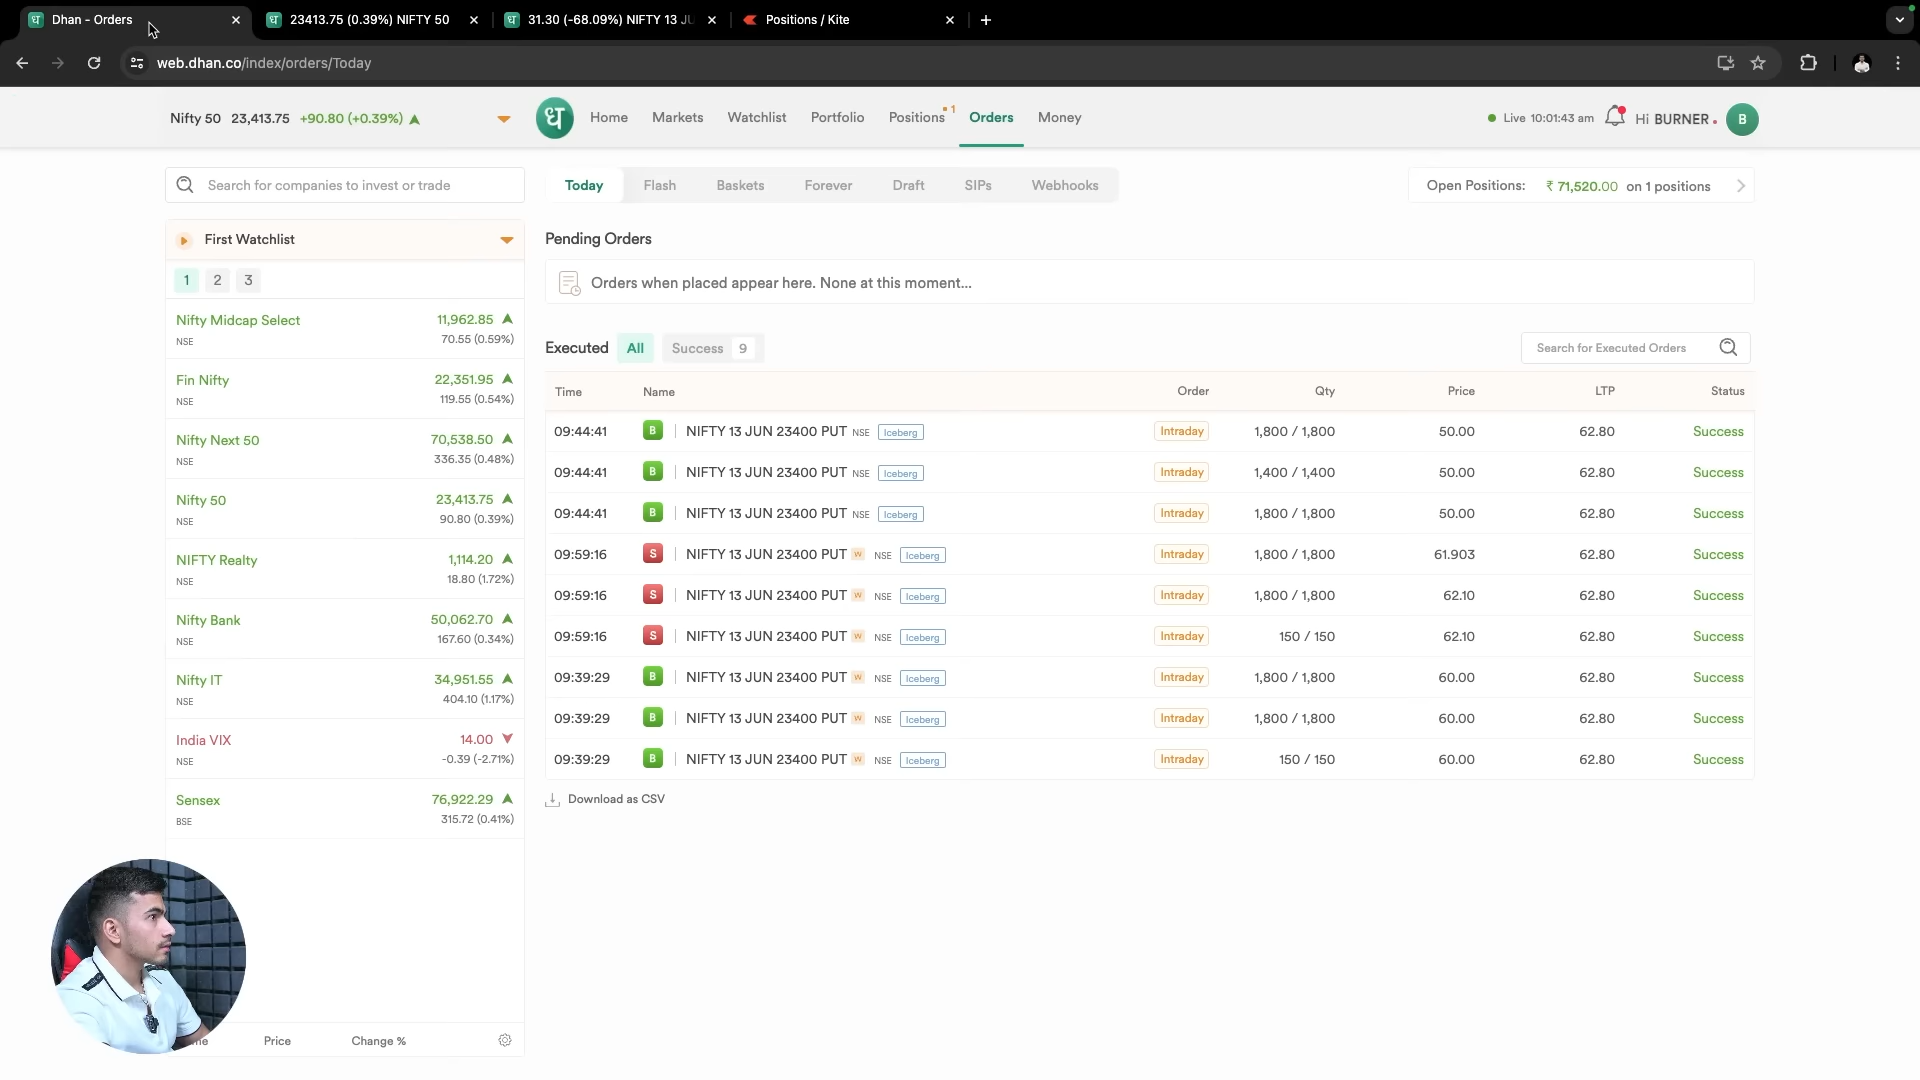 Dhan - Orders
23413.75 (0.39%) NIFTY 50
31.30 (-68.09%) NIFTY 13 JU
Positions / Kite
web.dhan.co/index/orders/Today
Nifty 50 23,413.75 +90.80 (+0.39%)
ध
Home Markets Watchlist Portfolio Positions 1 Orders Money
Live 10:01:43 am
Hi BURNER
B
Search for companies to invest or trade
Today Flash Baskets Forever Draft SIPs Webhooks
Open Positions: ₹ 71,520.00 on 1 positions
First Watchlist
1 2 3
Nifty Midcap Select 11,962.85
NSE 70.55 (0.59%)
Fin Nifty 22,351.95
NSE 119.55 (0.54%)
Nifty Next 50 70,538.50
NSE 336.35 (0.48%)
Nifty 50 23,413.75
NSE 90.80 (0.39%)
NIFTY Realty 1,114.20
NSE 18.80 (1.72%)
Nifty Bank 50,062.70
NSE 167.60 (0.34%)
Nifty IT 34,951.55
NSE 404.10 (1.17%)
India VIX 14.00
NSE -0.39 (-2.71%)
Sensex 76,922.29
BSE 315.72 (0.41%)
Price Change %
Pending Orders
Orders when placed appear here. None at this moment...
Executed All Success 9
Search for Executed Orders
Time Name Order Qty Price LTP Status
09:44:41 B NIFTY 13 JUN 23400 PUT NSE Iceberg Intraday 1,800 / 1,800 50.00 62.80 Success
09:44:41 B NIFTY 13 JUN 23400 PUT NSE Iceberg Intraday 1,400 / 1,400 50.00 62.80 Success
09:44:41 B NIFTY 13 JUN 23400 PUT NSE Iceberg Intraday 1,800 / 1,800 50.00 62.80 Success
09:59:16 S NIFTY 13 JUN 23400 PUT W NSE Iceberg Intraday 1,800 / 1,800 61.903 62.80 Success
09:59:16 S NIFTY 13 JUN 23400 PUT W NSE Iceberg Intraday 1,800 / 1,800 62.10 62.80 Success
09:59:16 S NIFTY 13 JUN 23400 PUT W NSE Iceberg Intraday 150 / 150 62.10 62.80 Success
09:39:29 B NIFTY 13 JUN 23400 PUT W NSE Iceberg Intraday 1,800 / 1,800 60.00 62.80 Success
09:39:29 B NIFTY 13 JUN 23400 PUT W NSE Iceberg Intraday 1,800 / 1,800 60.00 62.80 Success
09:39:29 B NIFTY 13 JUN 23400 PUT W NSE Iceberg Intraday 150 / 150 60.00 62.80 Success
Download as CSV